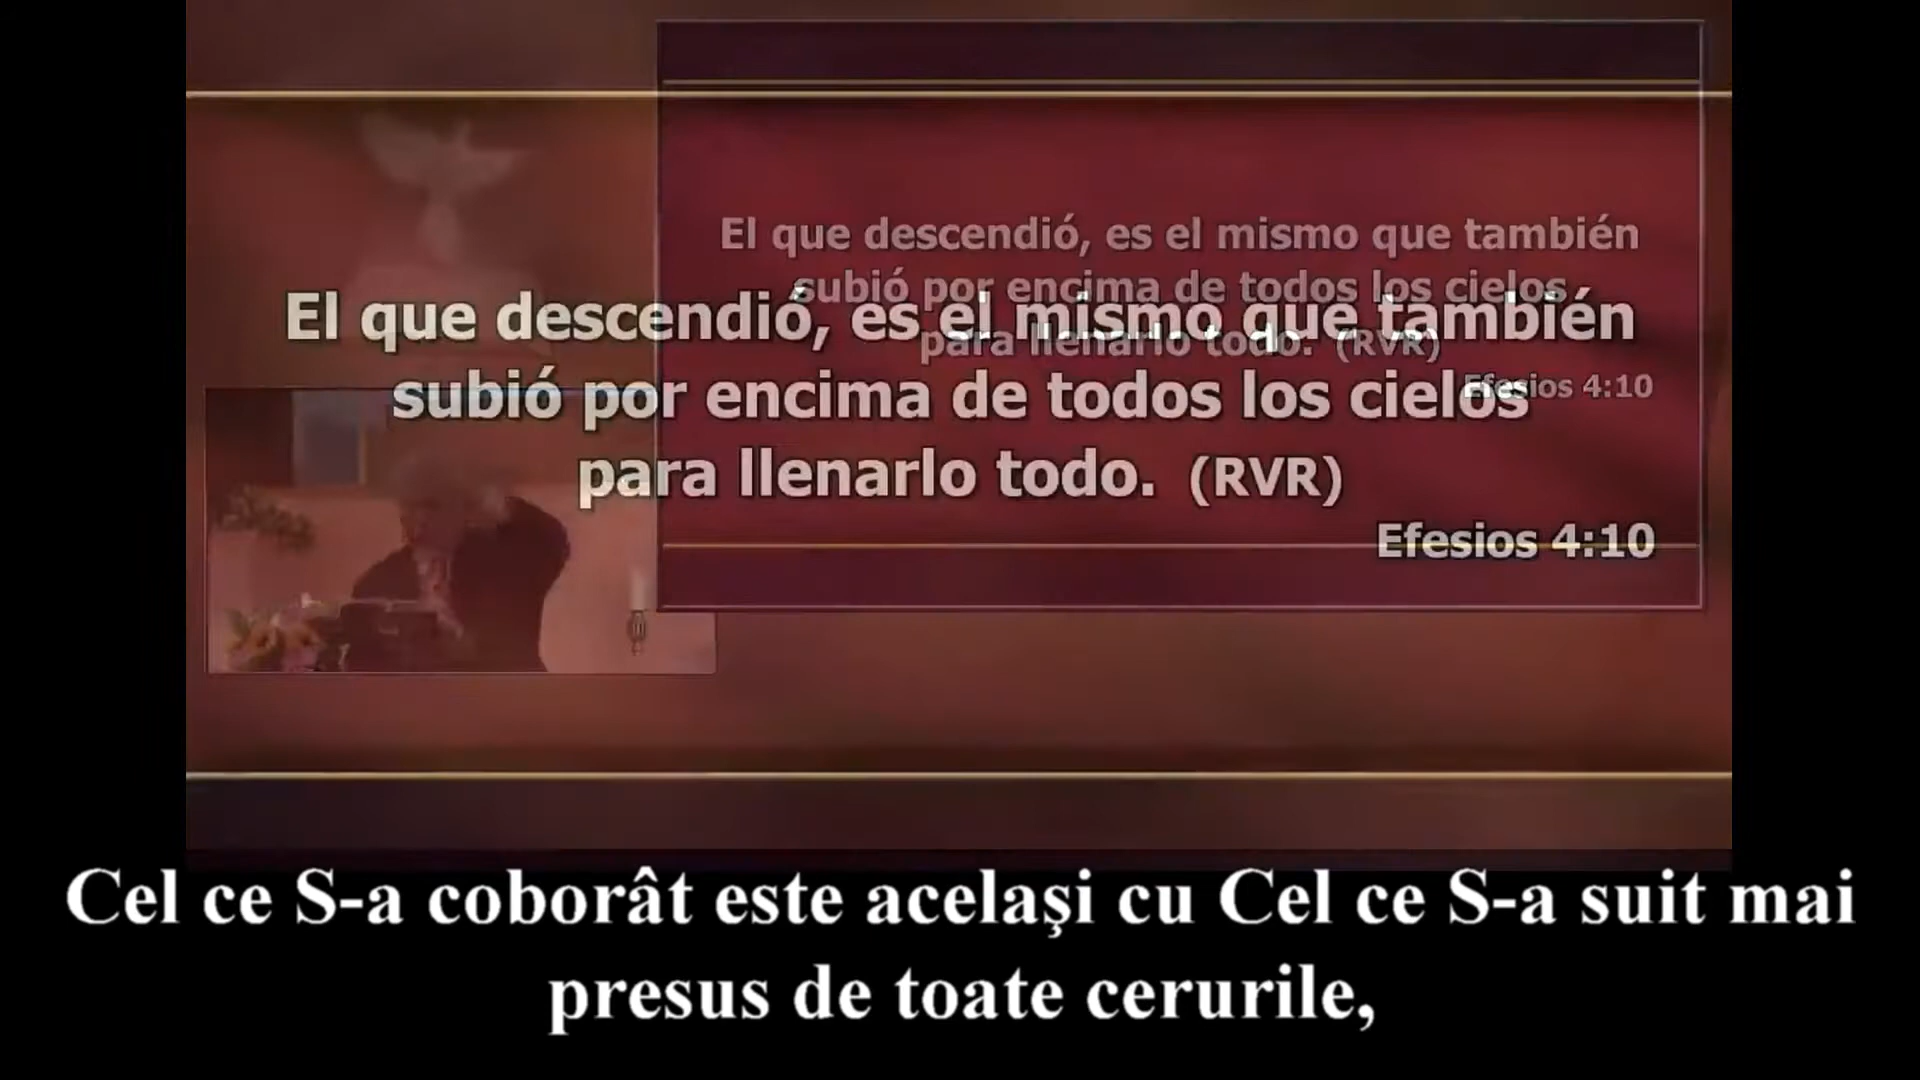 El que descendió, es el mismo que también
subió por encima de todos los cielos
para llenarlo todo. (RVR)
Efesios 4:10
El que descendió, es el mismo que también
subió por encima de todos los cielos
para llenarlo todo. (RVR)
Efesios 4:10
Cel ce S-a coborât este acelaşi cu Cel ce S-a suit mai
presus de toate cerurile,